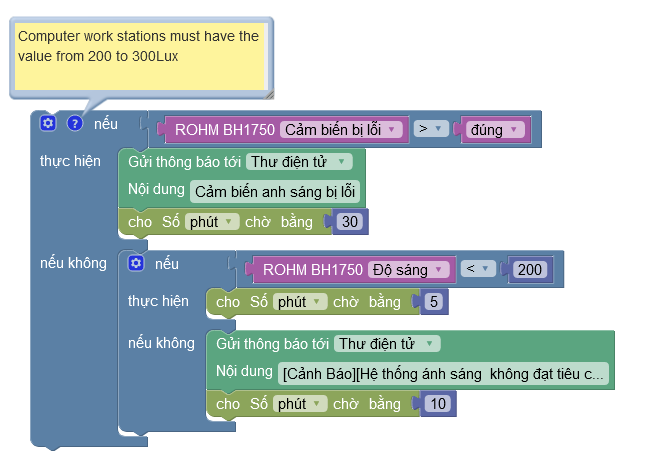 Computer work stations must have the
value from 200 to 300Lux
? nếu ROHM BH1750 Cảm biến bị lỗi > đúng
thực hiện Gửi thông báo tới Thư điện tử
Nội dung Cảm biến anh sáng bị lỗi
cho Số phút chờ bằng 30
nếu không nếu ROHM BH1750 Độ sáng < 200
thực hiện cho Số phút chờ bằng 5
nếu không Gửi thông báo tới Thư điện tử
Nội dung [Cảnh Báo][Hệ thống ánh sáng không đạt tiêu c...
cho Số phút chờ bằng 10